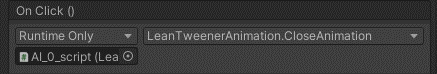 On Click ()
Runtime Only LeanTweenerAnimation.CloseAnimation
AI_0_script (Lea